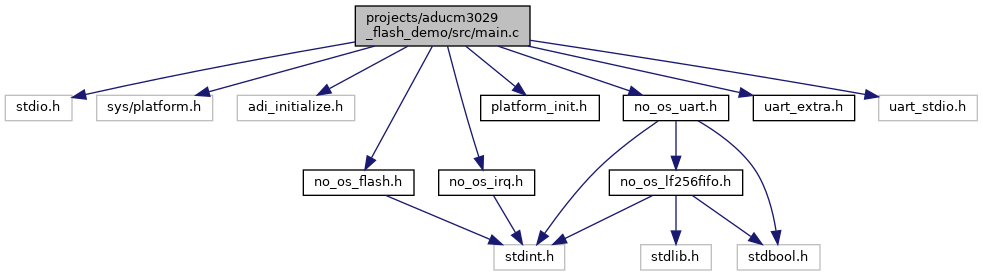 projects/aducm3029
_flash_demo/src/main.c
stdio.h
sys/platform.h
adi_initialize.h
platform_init.h
no_os_uart.h
uart_extra.h
uart_stdio.h
no_os_flash.h
no_os_irq.h
no_os_lf256fifo.h
stdint.h
stdlib.h
stdbool.h